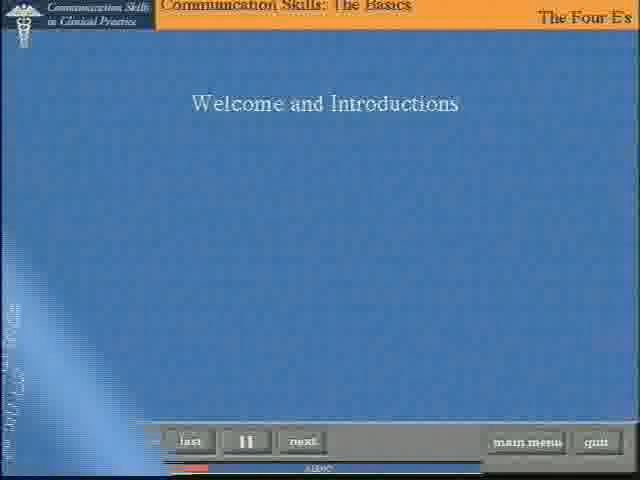 Communication Skills
in Clinical Practice
Communication Skills: The Basics
The Four E's
Welcome and Introductions
last
next
main menu
quit
AUDIO